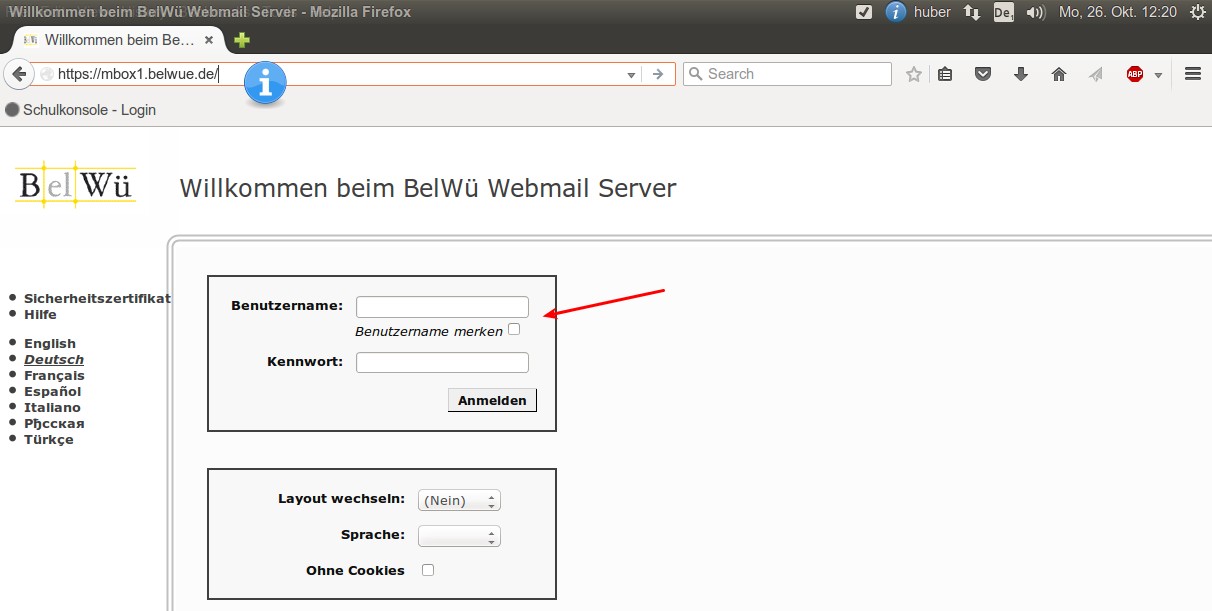 Willkommen beim BelWü Webmail Server - Mozilla Firefox
huber
De1
Mo, 26. Okt. 12:20
Willkommen beim Be...
https://mbox1.belwue.de/
i
Search
ABP
Schulkonsole - Login
BelWü
Willkommen beim BelWü Webmail Server
Sicherheitszertifikat
Hilfe
English
Deutsch
Français
Español
Italiano
Рђсская
Türkçe
Benutzername:
Benutzername merken
Kennwort:
Anmelden
Layout wechseln: (Nein)
Sprache:
Ohne Cookies